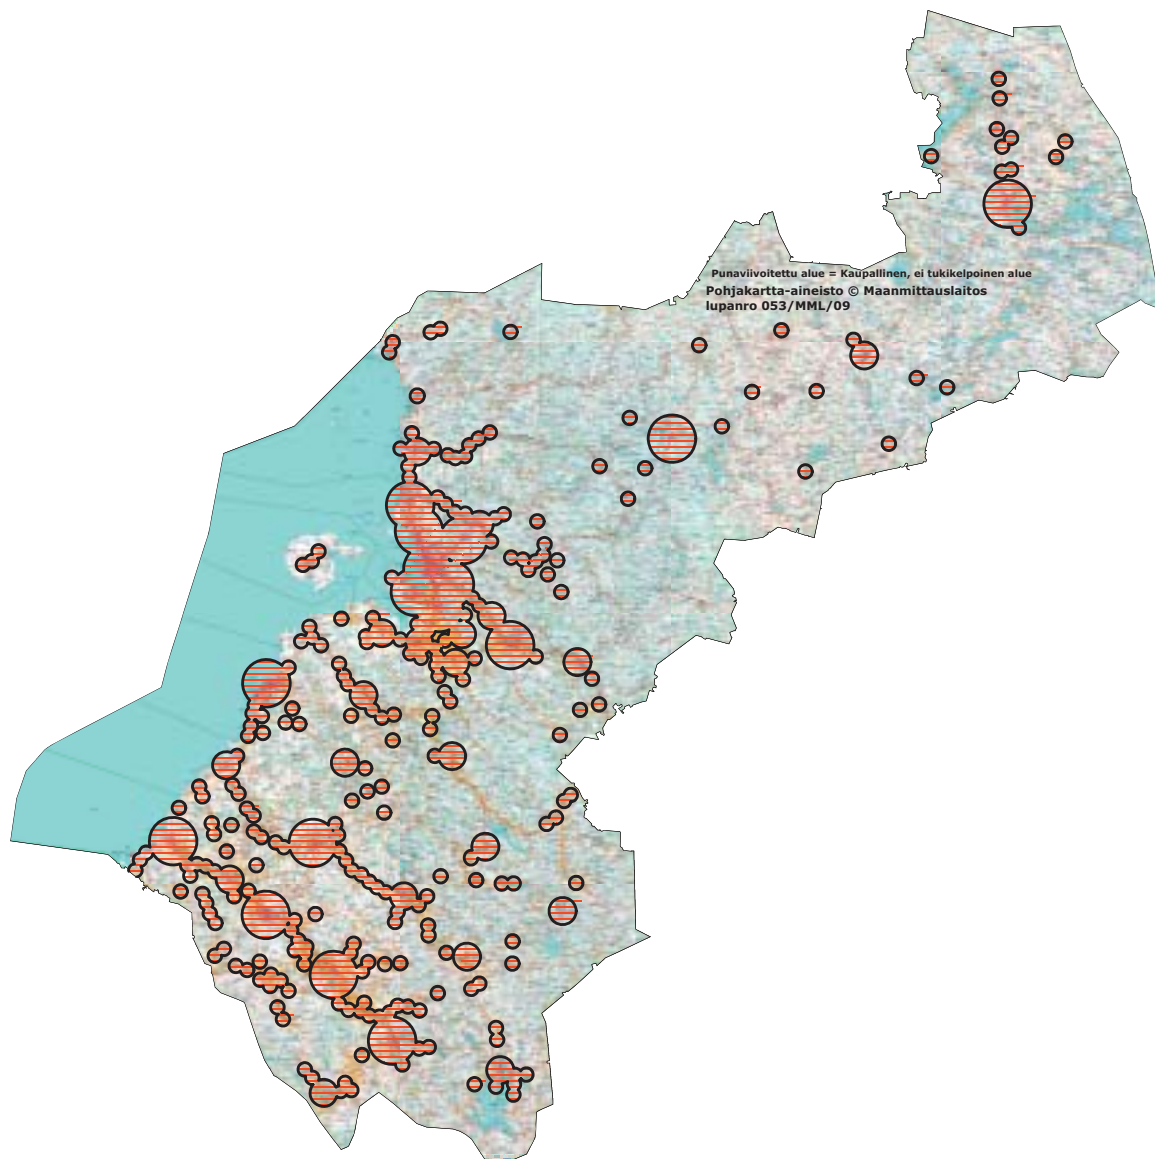 Punaviivoitettu alue = Kaupallinen, ei tukikelpoinen alue
Pohjakartta-aineisto © Maanmittauslaitos
lupanro 053/MML/09